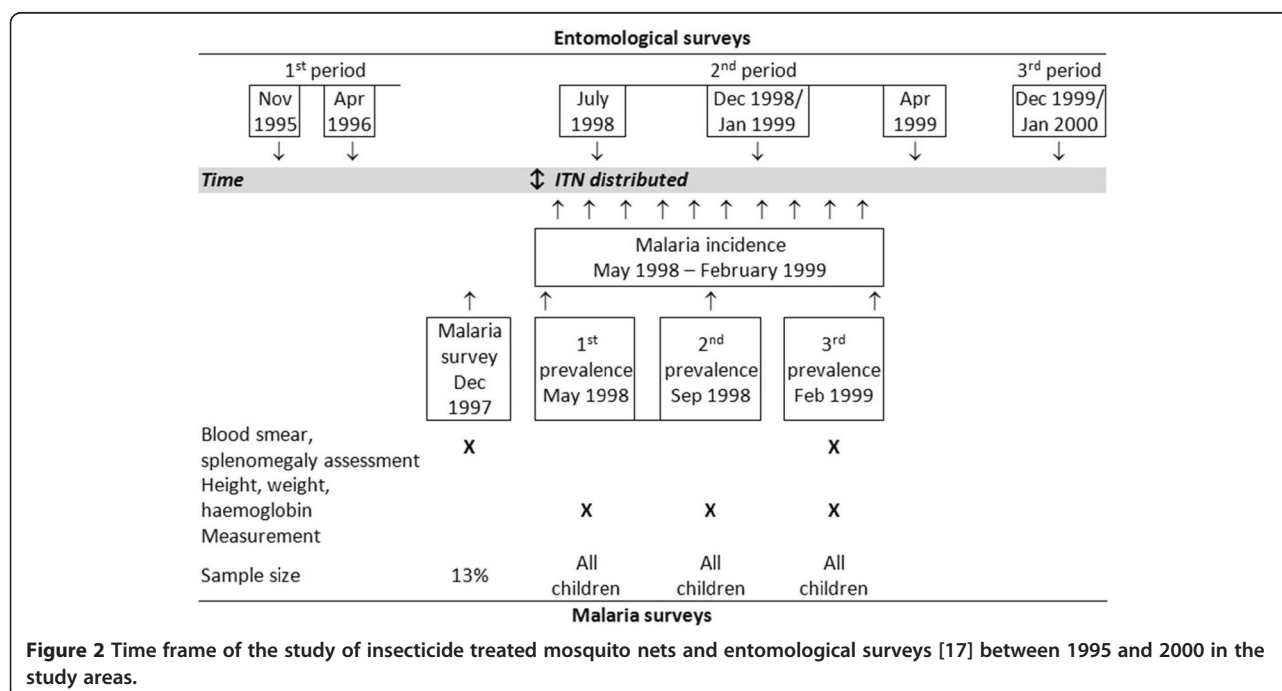 Entomological surveys
1st period 2nd period 3rd period
Nov 1995
Apr 1996
July 1998
Dec 1998/ Jan 1999
Apr 1999
Dec 1999/ Jan 2000
↓ ↓ ↓ ↓ ↓ ↓
Time ↕ ITN distributed
↑ ↑ ↑ ↑ ↑ ↑ ↑ ↑ ↑ ↑
Malaria incidence
May 1998 – February 1999
↑ ↑ ↑ ↑
Malaria
survey
Dec
1997
1st
prevalence
May 1998
2nd
prevalence
Sep 1998
3rd
prevalence
Feb 1999
Blood smear,
splenomegaly assessment X X
Height, weight,
haemoglobin X X X
Measurement
Sample size 13% All children All children All children
Malaria surveys
Figure 2 Time frame of the study of insecticide treated mosquito nets and entomological surveys [17] between 1995 and 2000 in the
study areas.